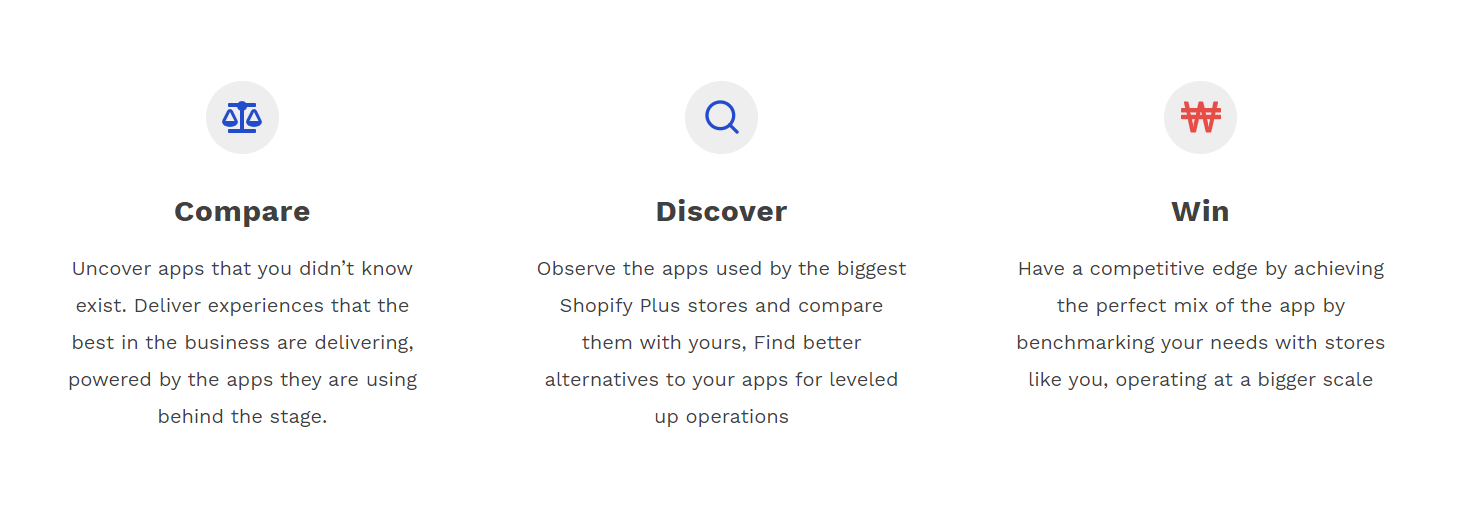 Compare
Uncover apps that you didn’t know
exist. Deliver experiences that the
best in the business are delivering,
powered by the apps they are using
behind the stage.
Discover
Observe the apps used by the biggest
Shopify Plus stores and compare
them with yours, Find better
alternatives to your apps for leveled
up operations
₩
Win
Have a competitive edge by achieving
the perfect mix of the app by
benchmarking your needs with stores
like you, operating at a bigger scale